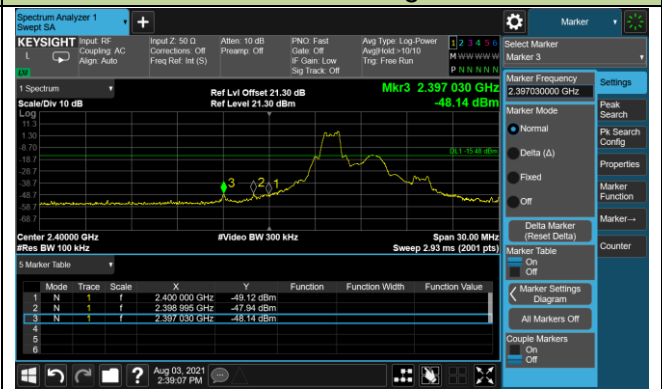 Spectrum Analyzer 1
Swept SA
+
Marker
KEYSIGHT
Input: RF
Coupling: AC
Align: Auto
Input Z: 50 Ω
Corrections: Off
Freq Ref: Int (S)
Atten: 10 dB
Preamp: Off
PNO: Fast
Gate: Off
IF Gain: Low
Sig Track: Off
Avg Type: Log-Power
Avg|Hold:>10/10
Trig: Free Run
1 2 3 4 5 6
M W W W W W
P N N N N N
L
LM
Select Marker
Marker 3
1 Spectrum
Scale/Div 10 dB
Ref Lvl Offset 21.30 dB
Ref Level 21.30 dBm
Mkr3 2.397 030 GHz
-48.14 dBm
Log
11.3
1.30
-8.70
-18.7
-28.7
-38.7
-48.7
-58.7
-68.7
DL1 -15.48 dBm
3
2
1
Center 2.40000 GHz
#Res BW 100 kHz
#Video BW 300 kHz
Span 30.00 MHz
Sweep 2.93 ms (2001 pts)
5 Marker Table
Mode Trace Scale X Y Function Function Width Function Value
1 N 1 f 2.400 000 GHz -49.12 dBm
2 N 1 f 2.398 995 GHz -47.94 dBm
3 N 1 f 2.397 030 GHz -48.14 dBm
4
5
6
Marker Frequency
2.397030000 GHz
Marker Mode
Normal
Delta (Δ)
Fixed
Off
Delta Marker
(Reset Delta)
Marker Table
On
Off
Marker Settings
Diagram
All Markers Off
Couple Markers
On
Off
Settings
Peak
Search
Pk Search
Config
Properties
Marker
Function
Marker→
Counter
?
Aug 03, 2021
2:39:07 PM